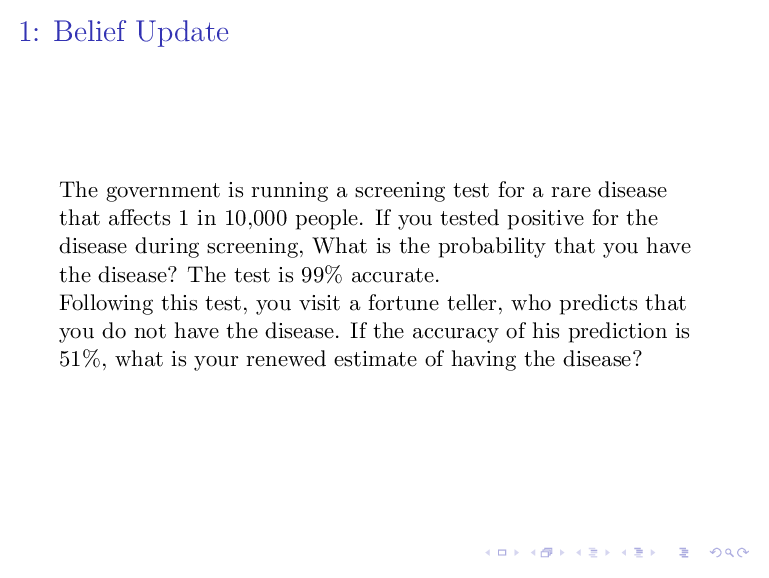 1: Belief Update
The government is running a screening test for a rare disease
that affects 1 in 10,000 people. If you tested positive for the
disease during screening, What is the probability that you have
the disease? The test is 99% accurate.
Following this test, you visit a fortune teller, who predicts that
you do not have the disease. If the accuracy of his prediction is
51%, what is your renewed estimate of having the disease?